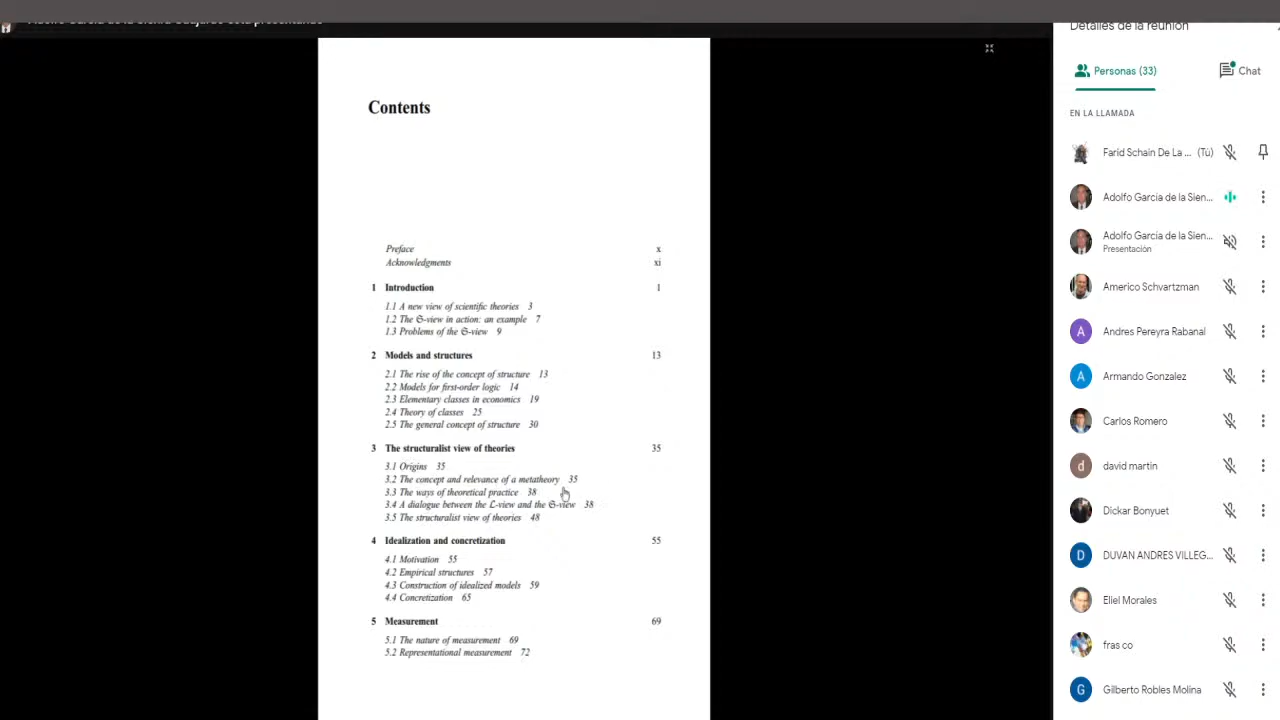 Adolfo García de la Sienra Guajardo está presentando
Contents
Preface x
Acknowledgments xi
1 Introduction 1
1.1 A new view of scientific theories 3
1.2 The 𝔖-view in action: an example 7
1.3 Problems of the 𝔖-view 9
2 Models and structures 13
2.1 The rise of the concept of structure 13
2.2 Models for first-order logic 14
2.3 Elementary classes in economics 19
2.4 Theory of classes 25
2.5 The general concept of structure 30
3 The structuralist view of theories 35
3.1 Origins 35
3.2 The concept and relevance of a metatheory 35
3.3 The ways of theoretical practice 38
3.4 A dialogue between the ℒ-view and the 𝔖-view 38
3.5 The structuralist view of theories 48
4 Idealization and concretization 55
4.1 Motivation 55
4.2 Empirical structures 57
4.3 Construction of idealized models 59
4.4 Concretization 65
5 Measurement 69
5.1 The nature of measurement 69
5.2 Representational measurement 72
Detalles de la reunión
Personas (33) Chat
EN LA LLAMADA
Farid Schain De La ... (Tú)
Adolfo García de la Sien...
Adolfo García de la Sien...
Presentación
Americo Schvartzman
A Andres Pereyra Rabanal
A Armando Gonzalez
Carlos Romero
d david martin
Dickar Bonyuet
D DUVAN ANDRES VILLEG...
Eliel Morales
fras co
G Gilberto Robles Molina